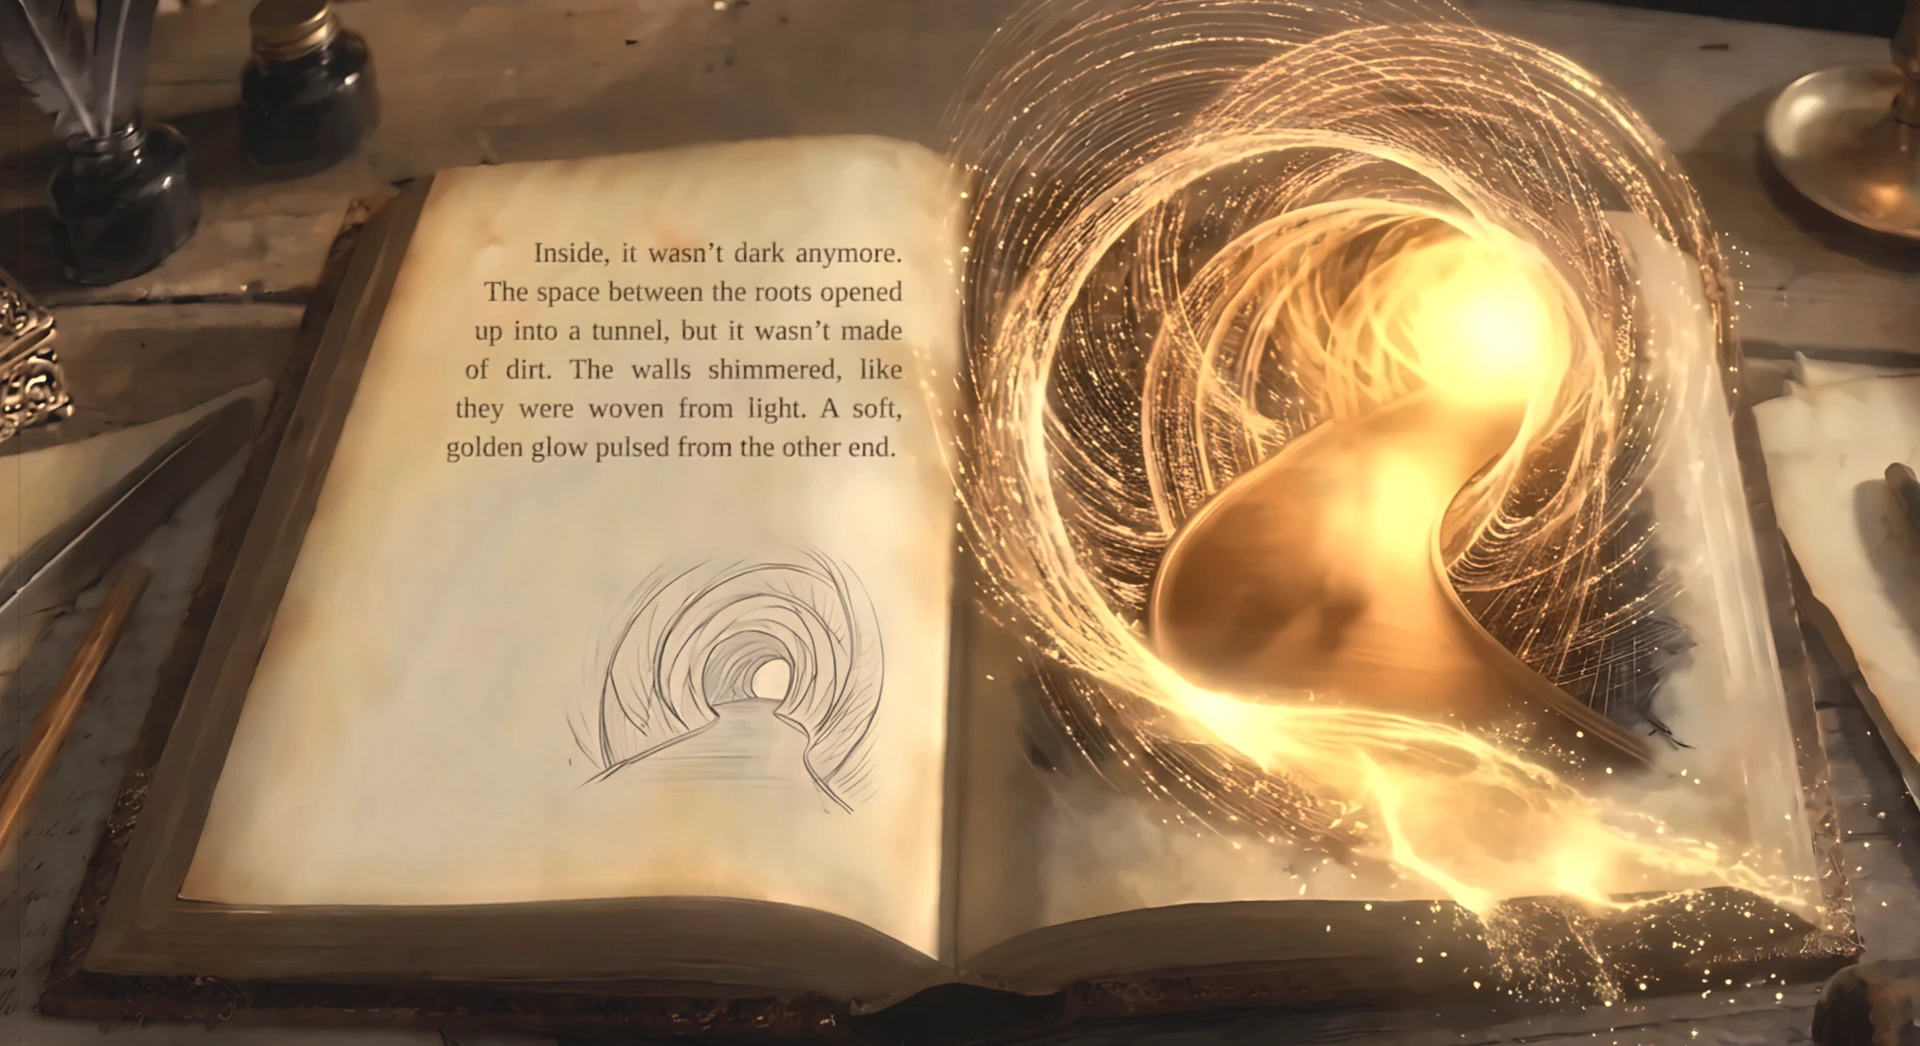 Inside, it wasn’t dark anymore.
The space between the roots opened
up into a tunnel, but it wasn’t made
of dirt. The walls shimmered, like
they were woven from light. A soft,
golden glow pulsed from the other end.